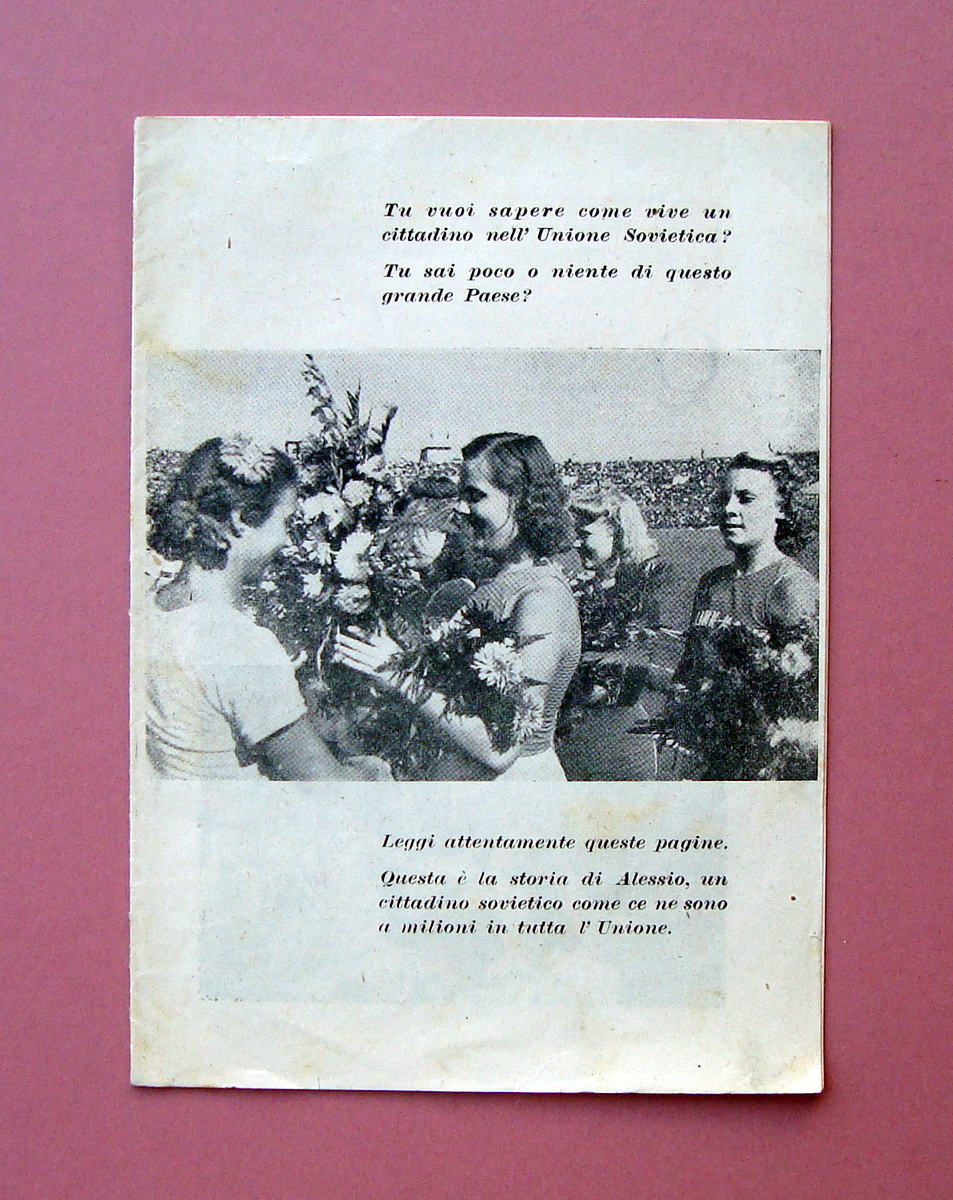 Tu vuoi sapere come vive un
cittadino nell' Unione Sovietica?
Tu sai poco o niente di questo
grande Paese?
Leggi attentamente queste pagine.
Questa è la storia di Alessio, un
cittadino sovietico come ce ne sono
a milioni in tutta l' Unione.